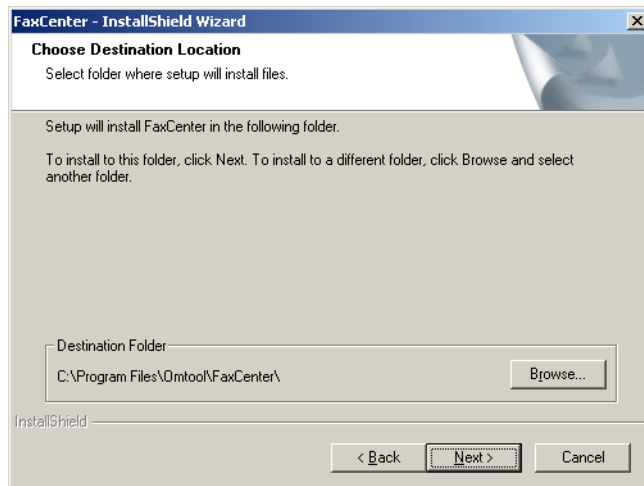 FaxCenter - InstallShield Wizard
Choose Destination Location
Select folder where setup will install files.
Setup will install FaxCenter in the following folder.
To install to this folder, click Next. To install to a different folder, click Browse and select
another folder.
Destination Folder
C:\Program Files\Omtool\FaxCenter\
Browse...
InstallShield
< Back
Next >
Cancel